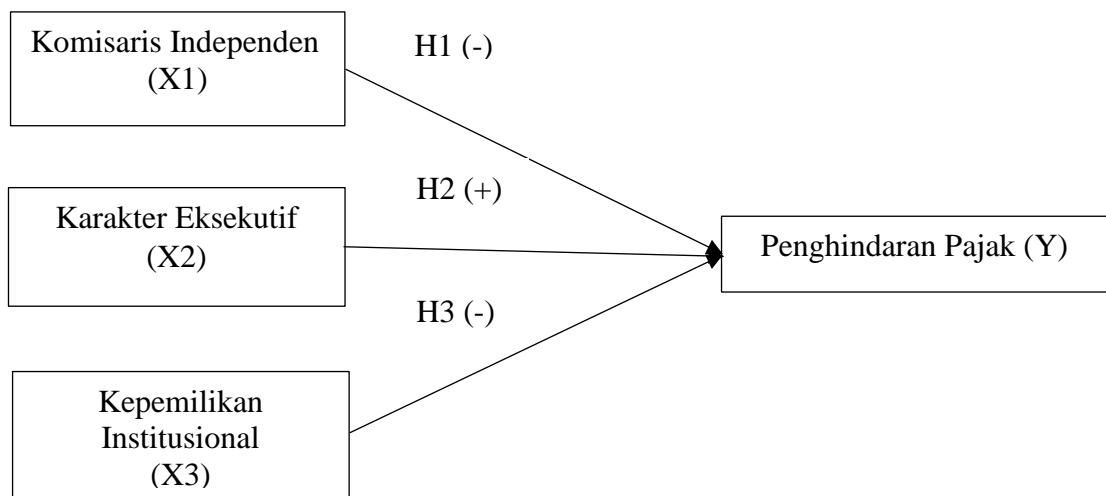 Komisaris Independen
(X1)
H1 (-)
H2 (+)
Karakter Eksekutif
(X2)
Penghindaran Pajak (Y)
H3 (-)
Kepemilikan
Institusional
(X3)